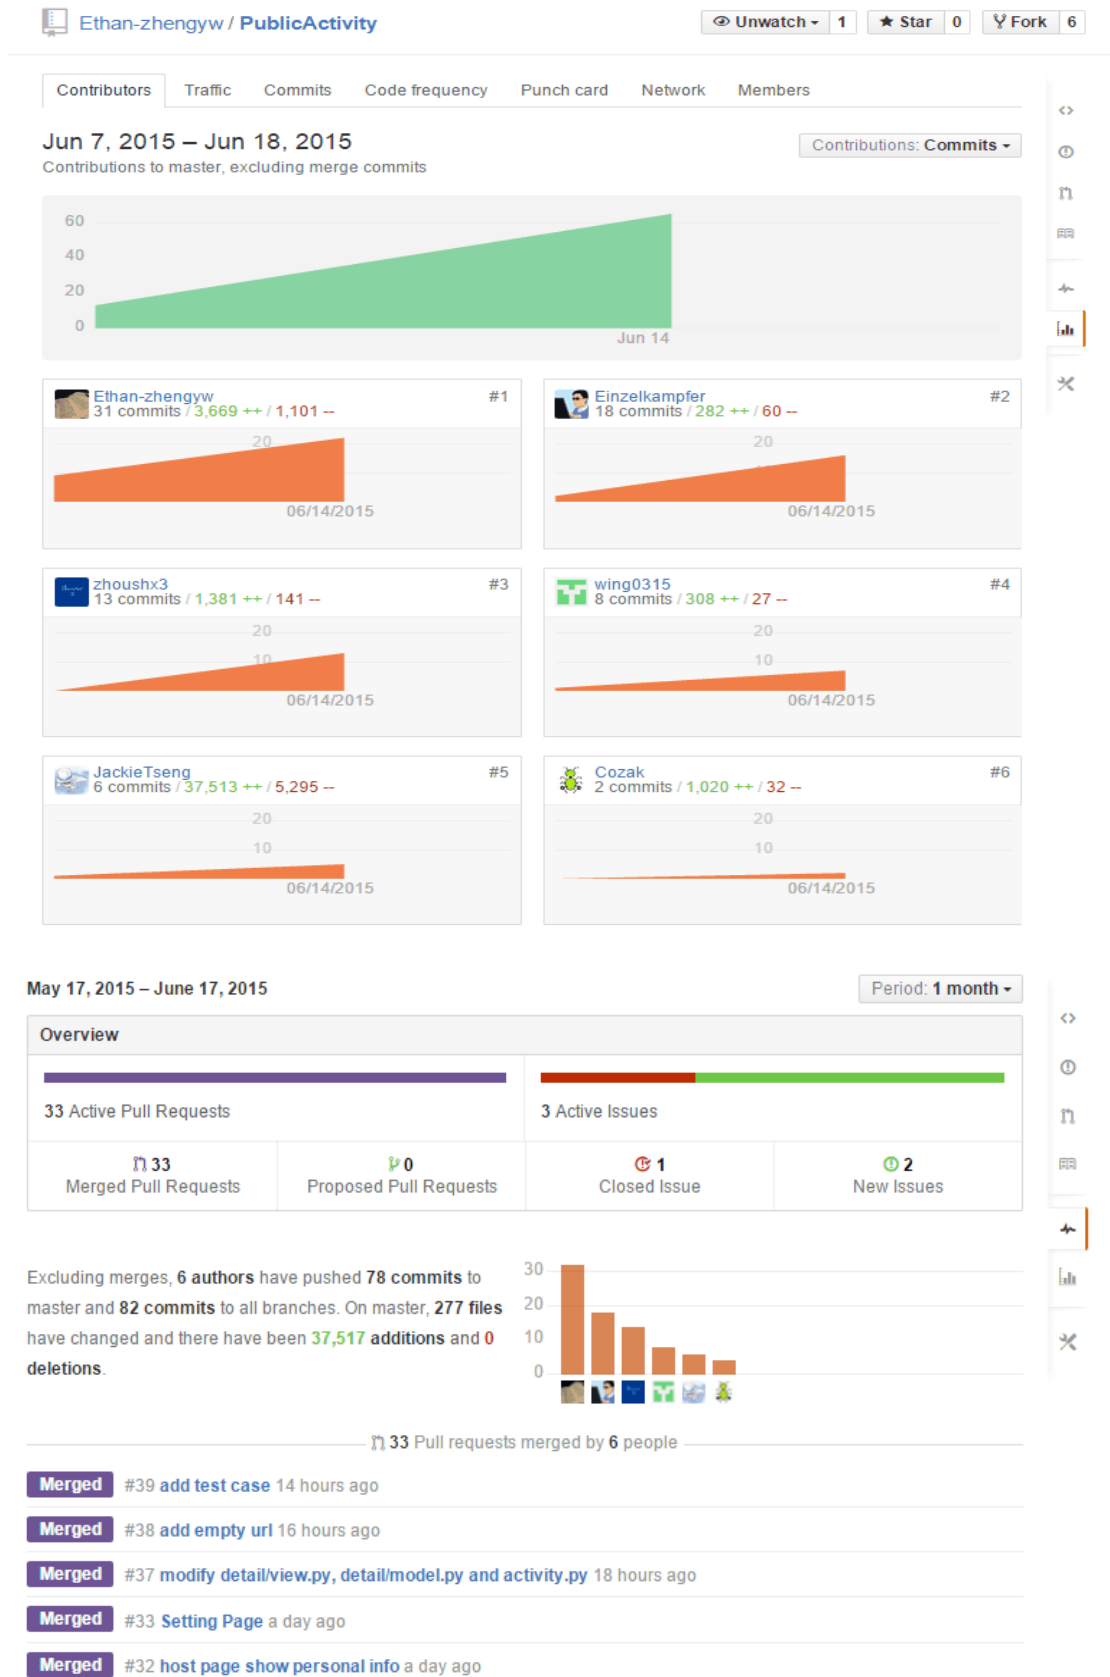 Ethan-zhengyw / PublicActivity
Unwatch 1 Star 0 Fork 6
Contributors Traffic Commits Code frequency Punch card Network Members
Jun 7, 2015 – Jun 18, 2015
Contributions: Commits
Contributions to master, excluding merge commits
60
40
20
0
Jun 14
Ethan-zhengyw #1
31 commits / 3,669 ++ / 1,101 --
20
06/14/2015
Einzelkampfer #2
18 commits / 282 ++ / 60 --
20
06/14/2015
zhoushx3 #3
13 commits / 1,381 ++ / 141 --
20
10
06/14/2015
wing0315 #4
8 commits / 308 ++ / 27 --
20
10
06/14/2015
JackieTseng #5
6 commits / 37,513 ++ / 5,295 --
20
10
06/14/2015
Cozak #6
2 commits / 1,020 ++ / 32 --
20
10
06/14/2015
May 17, 2015 – June 17, 2015
Period: 1 month
Overview
33 Active Pull Requests
3 Active Issues
33
Merged Pull Requests
0
Proposed Pull Requests
1
Closed Issue
2
New Issues
Excluding merges, 6 authors have pushed 78 commits to
master and 82 commits to all branches. On master, 277 files
have changed and there have been 37,517 additions and 0
deletions.
30
20
10
0
33 Pull requests merged by 6 people
Merged #39 add test case 14 hours ago
Merged #38 add empty url 16 hours ago
Merged #37 modify detail/view.py, detail/model.py and activity.py 18 hours ago
Merged #33 Setting Page a day ago
Merged #32 host page show personal info a day ago